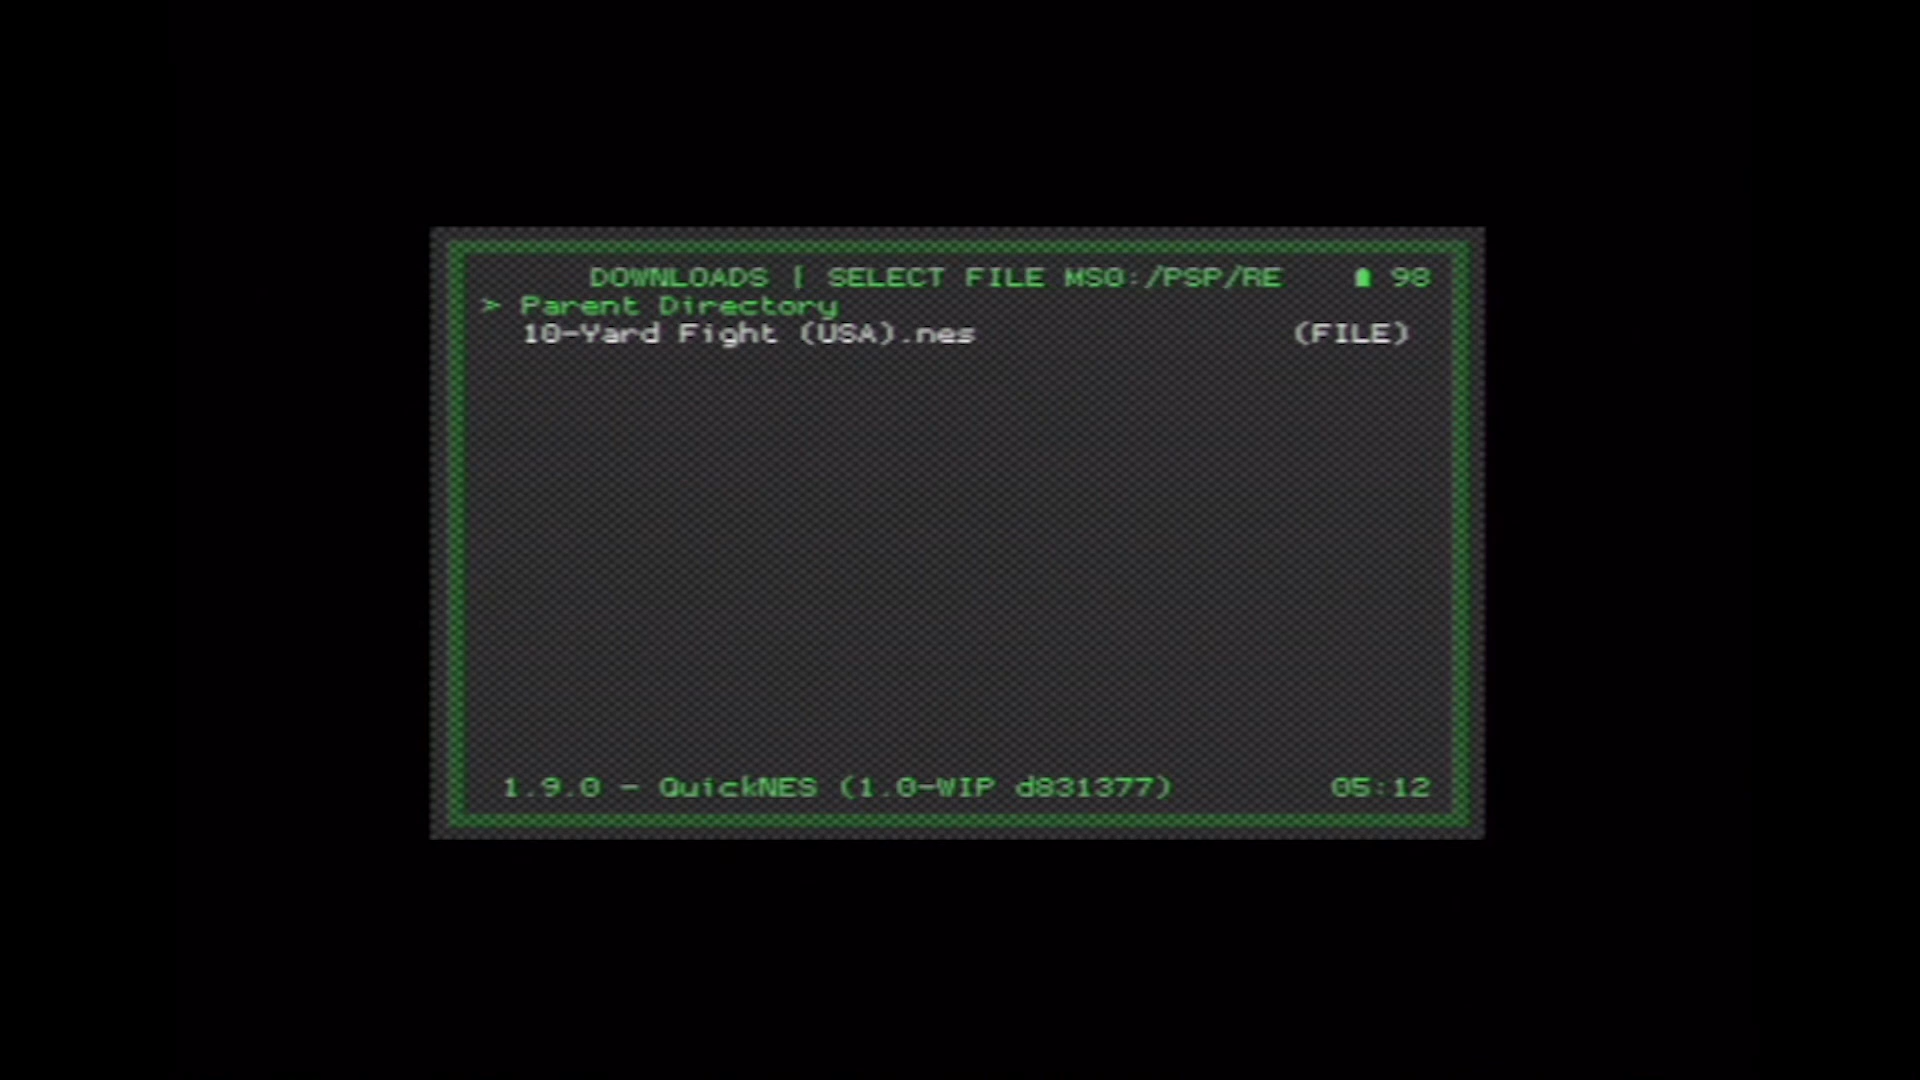 DOWNLOADS | SELECT FILE MS0:/PSP/RE 98
> Parent Directory
10-Yard Fight (USA).nes (FILE)
1.9.0 - QuickNES (1.0-WIP d831377) 05:12